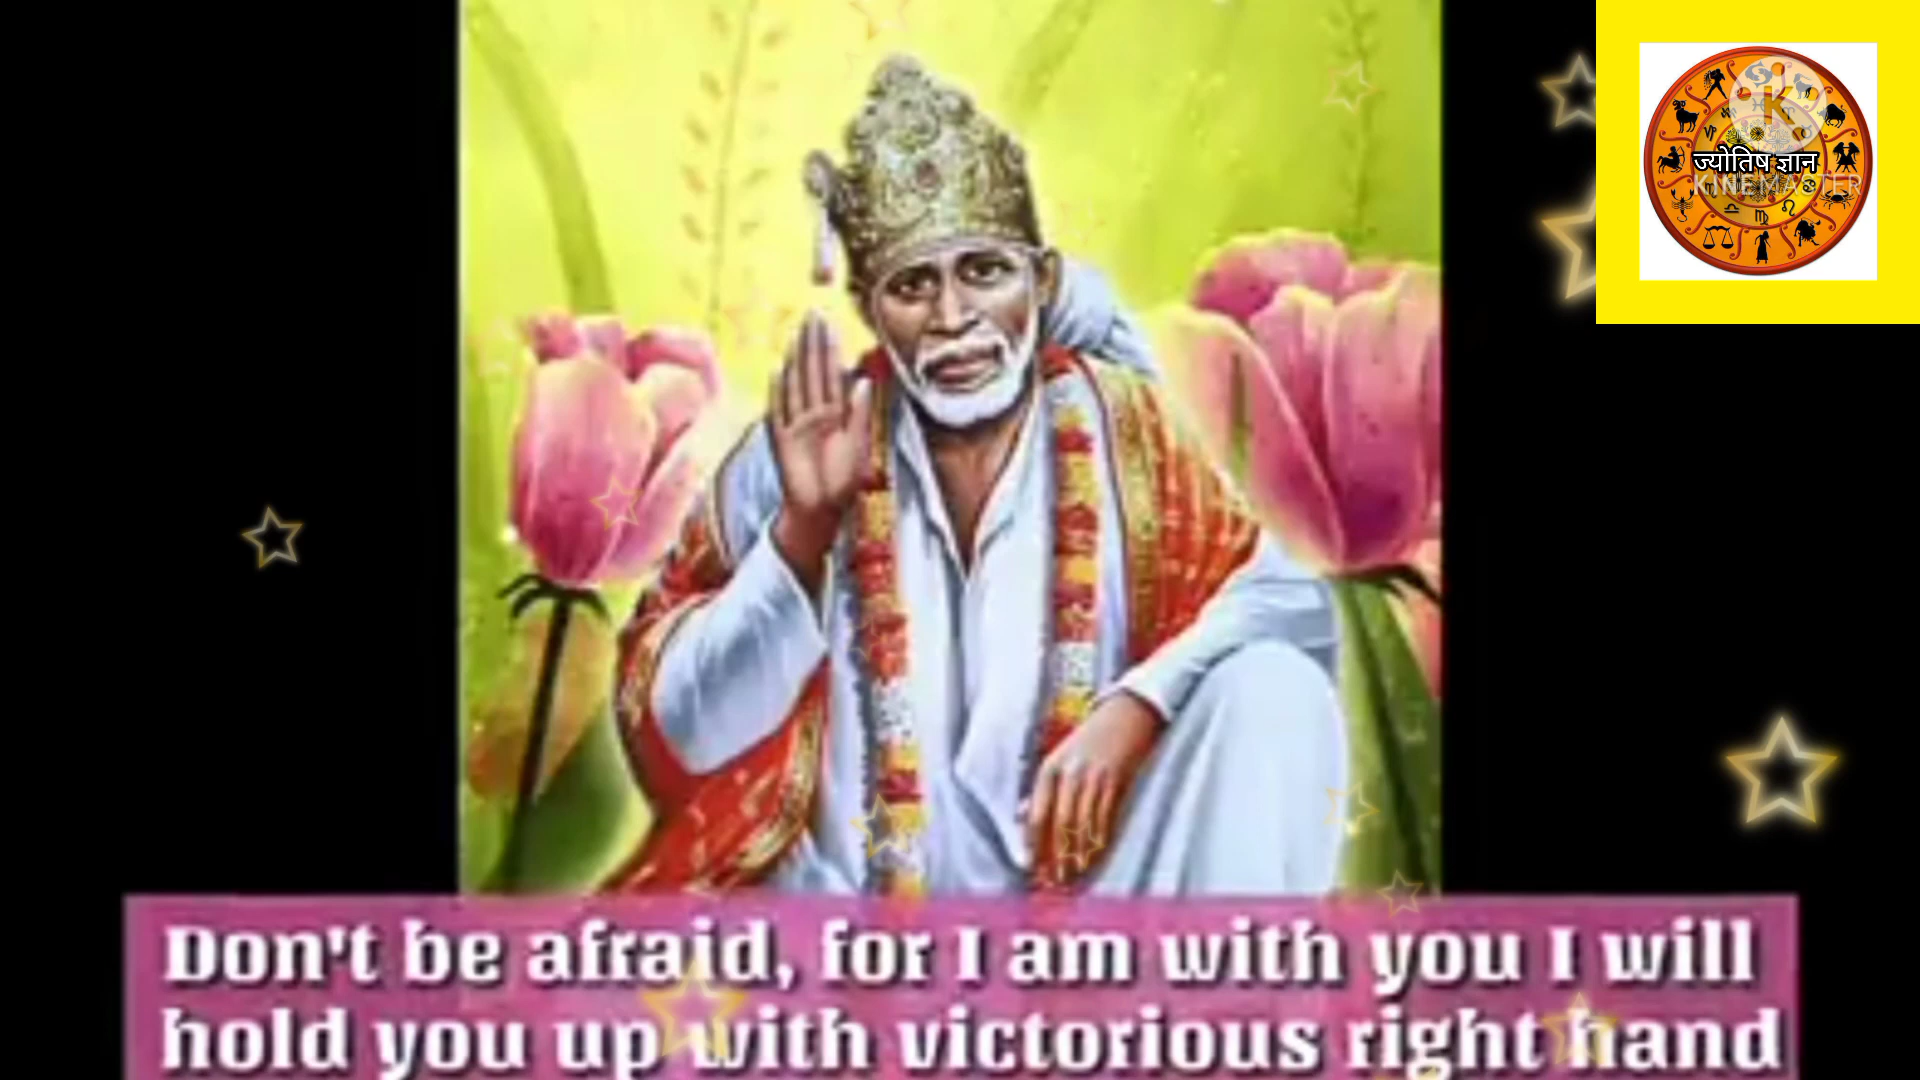 K
ज्योतिष ज्ञान
KINEMASTER
Don't be afraid, for I am with you I will
hold you up with victorious right hand